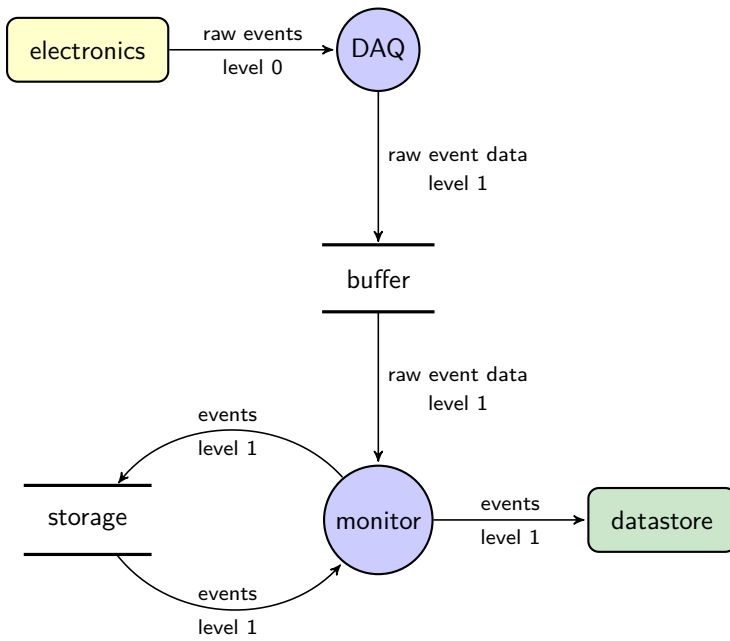 electronics
raw events
level 0
DAQ
raw event data
level 1
buffer
raw event data
level 1
events
level 1
storage
monitor
events
level 1
datastore
events
level 1